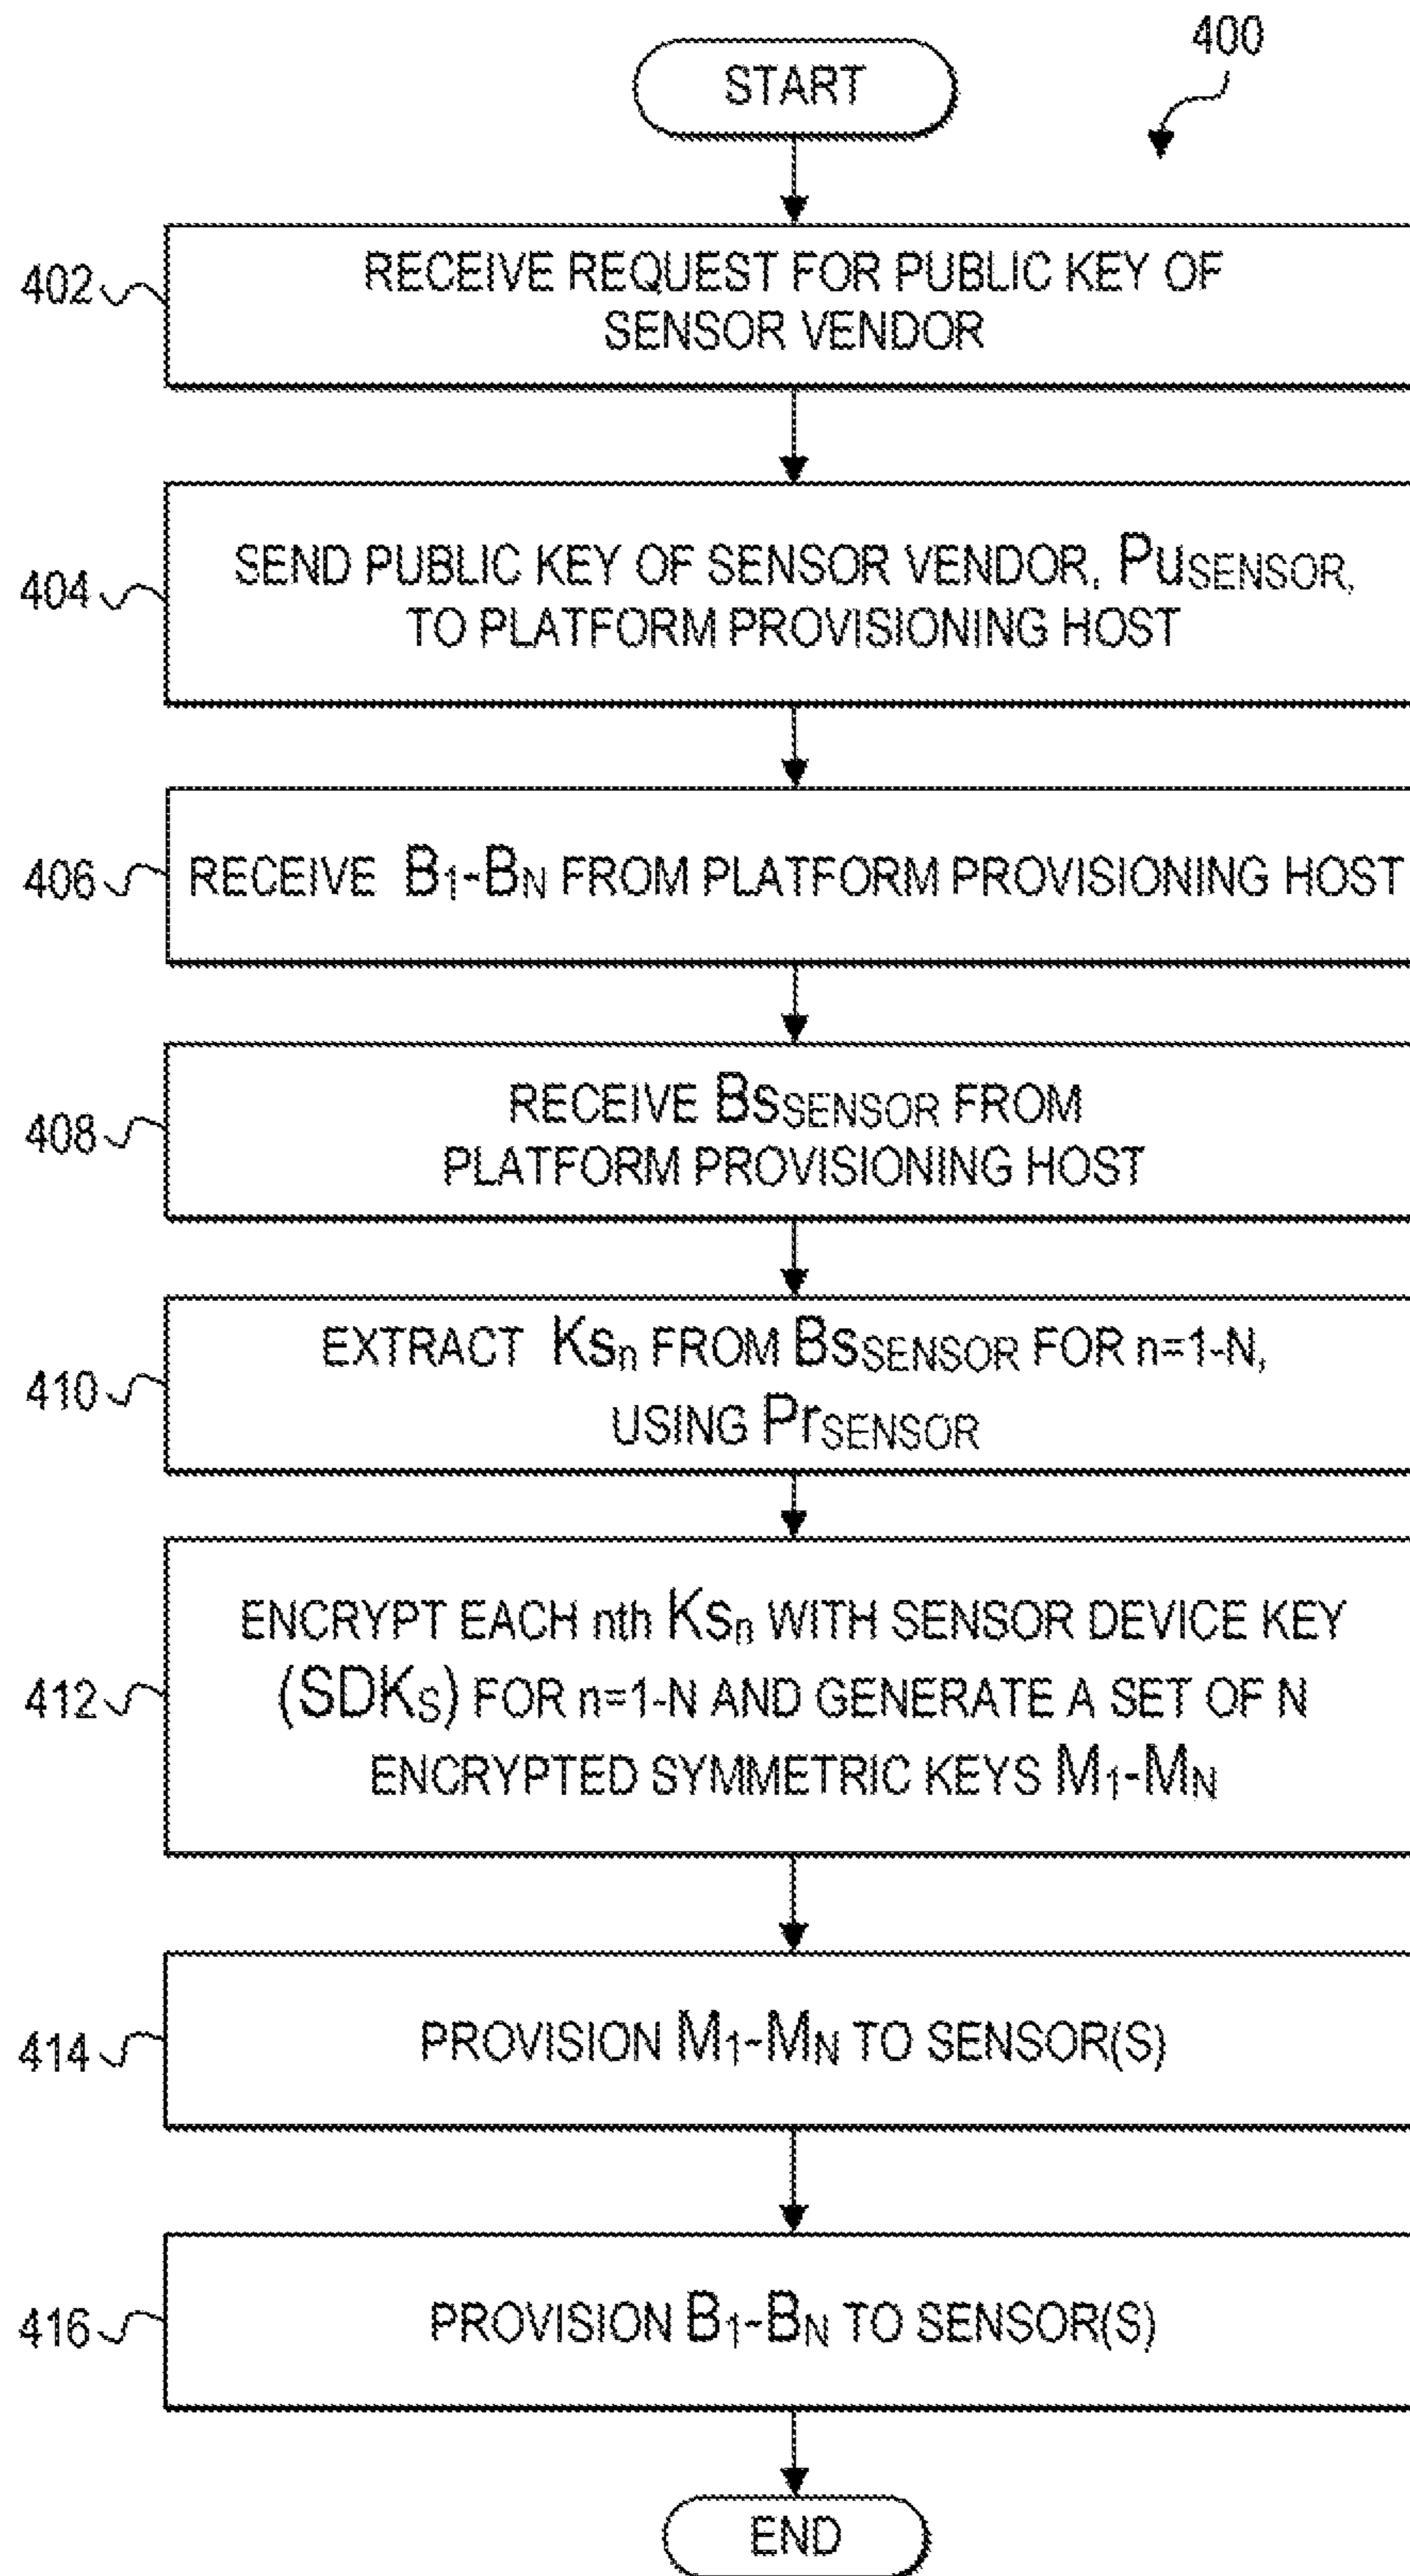 400
START
402
RECEIVE REQUEST FOR PUBLIC KEY OF
SENSOR VENDOR
404
SEND PUBLIC KEY OF SENSOR VENDOR, PuSENSOR,
TO PLATFORM PROVISIONING HOST
406
RECEIVE B1-BN FROM PLATFORM PROVISIONING HOST
408
RECEIVE BsSENSOR FROM
PLATFORM PROVISIONING HOST
410
EXTRACT Ksn FROM BsSENSOR FOR n=1-N,
USING PrSENSOR
412
ENCRYPT EACH nth Ksn WITH SENSOR DEVICE KEY
(SDKS) FOR n=1-N AND GENERATE A SET OF N
ENCRYPTED SYMMETRIC KEYS M1-MN
414
PROVISION M1-MN TO SENSOR(S)
416
PROVISION B1-BN TO SENSOR(S)
END